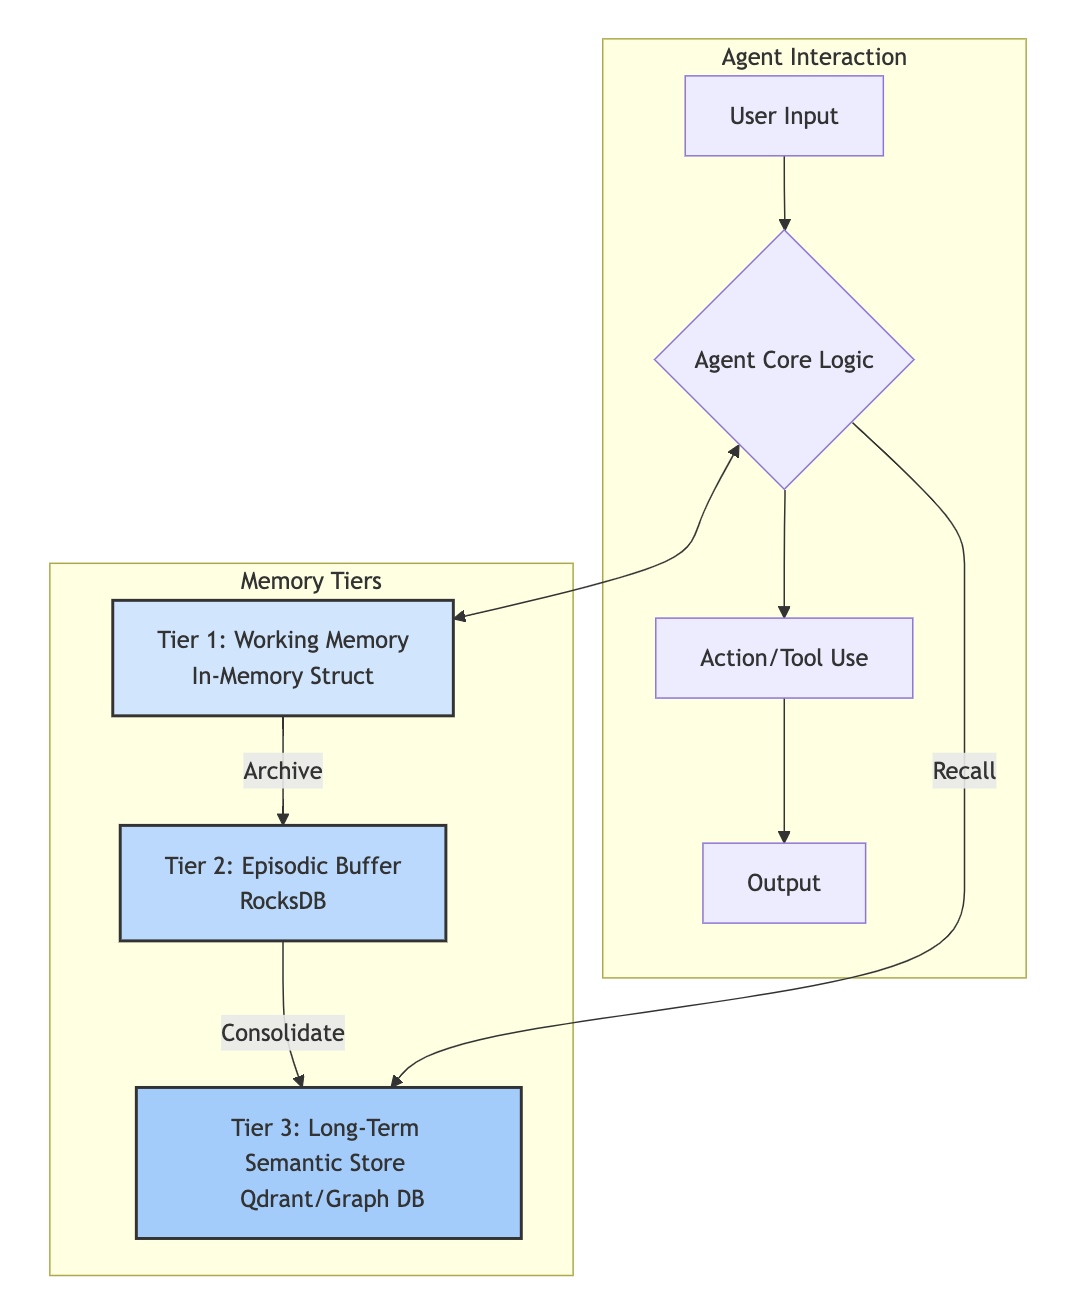 Agent Interaction
User Input
Agent Core Logic
Memory Tiers
Tier 1: Working Memory
In-Memory Struct
Action/Tool Use
Archive
Recall
Tier 2: Episodic Buffer
RocksDB
Output
Consolidate
Tier 3: Long-Term
Semantic Store
Qdrant/Graph DB